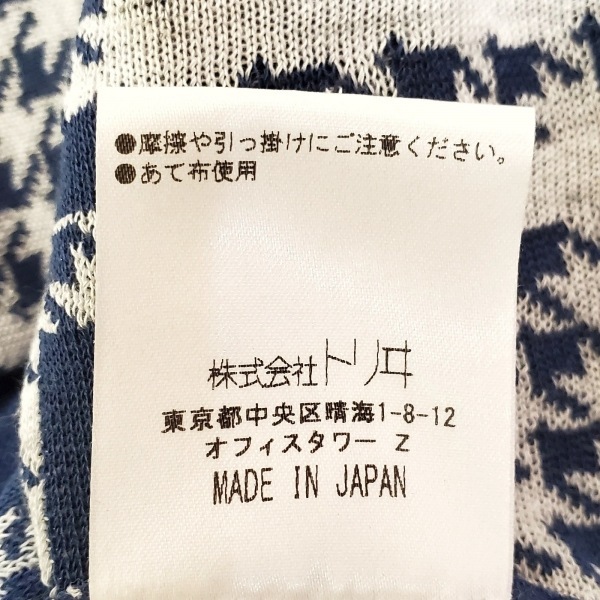 ●摩擦や引っ掛けにご注意ください。
●あて布使用
株式会社トリヰ
東京都中央区晴海1-8-12
オフィスタワー Z
MADE IN JAPAN